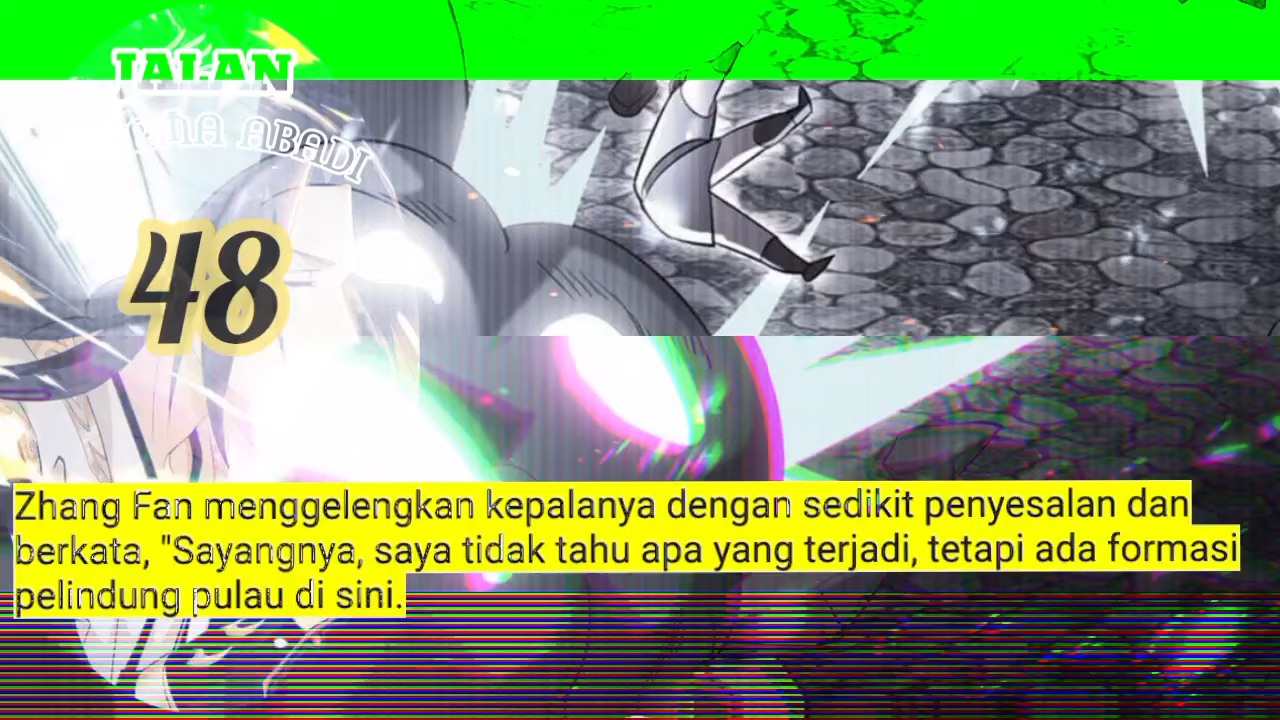 JALAN
ABADI
48
Zhang Fan menggelengkan kepalanya dengan sedikit penyesalan dan
berkata, "Sayangnya, saya tidak tahu apa yang terjadi, tetapi ada formasi
pelindung pulau di sini.